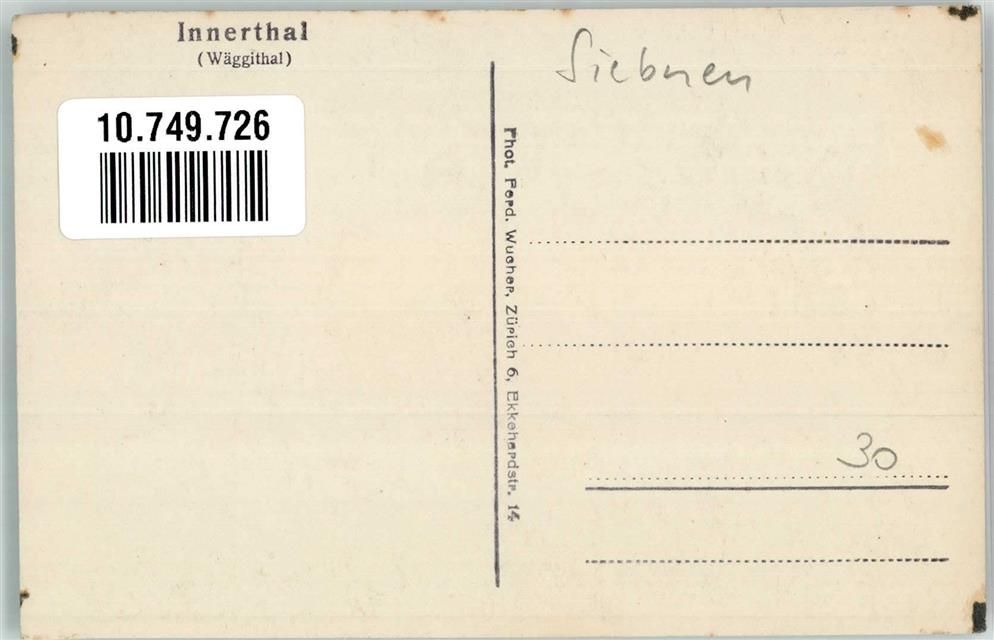 Innerthal
(Wäggithal)
10.749.726
Siebnen
Phot. Ferd. Wucher, Zürich 6, Ekkehardstr. 14
30